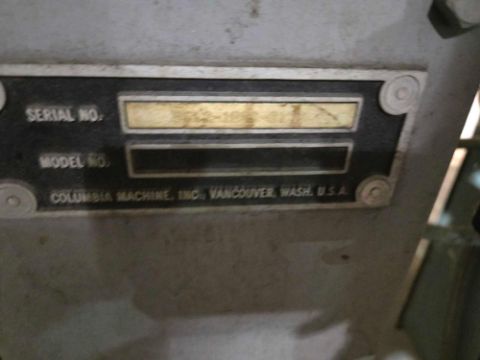 SERIAL NO.
MODEL NO.
COLUMBIA MACHINE, INC., VANCOUVER, WASH. U.S.A.